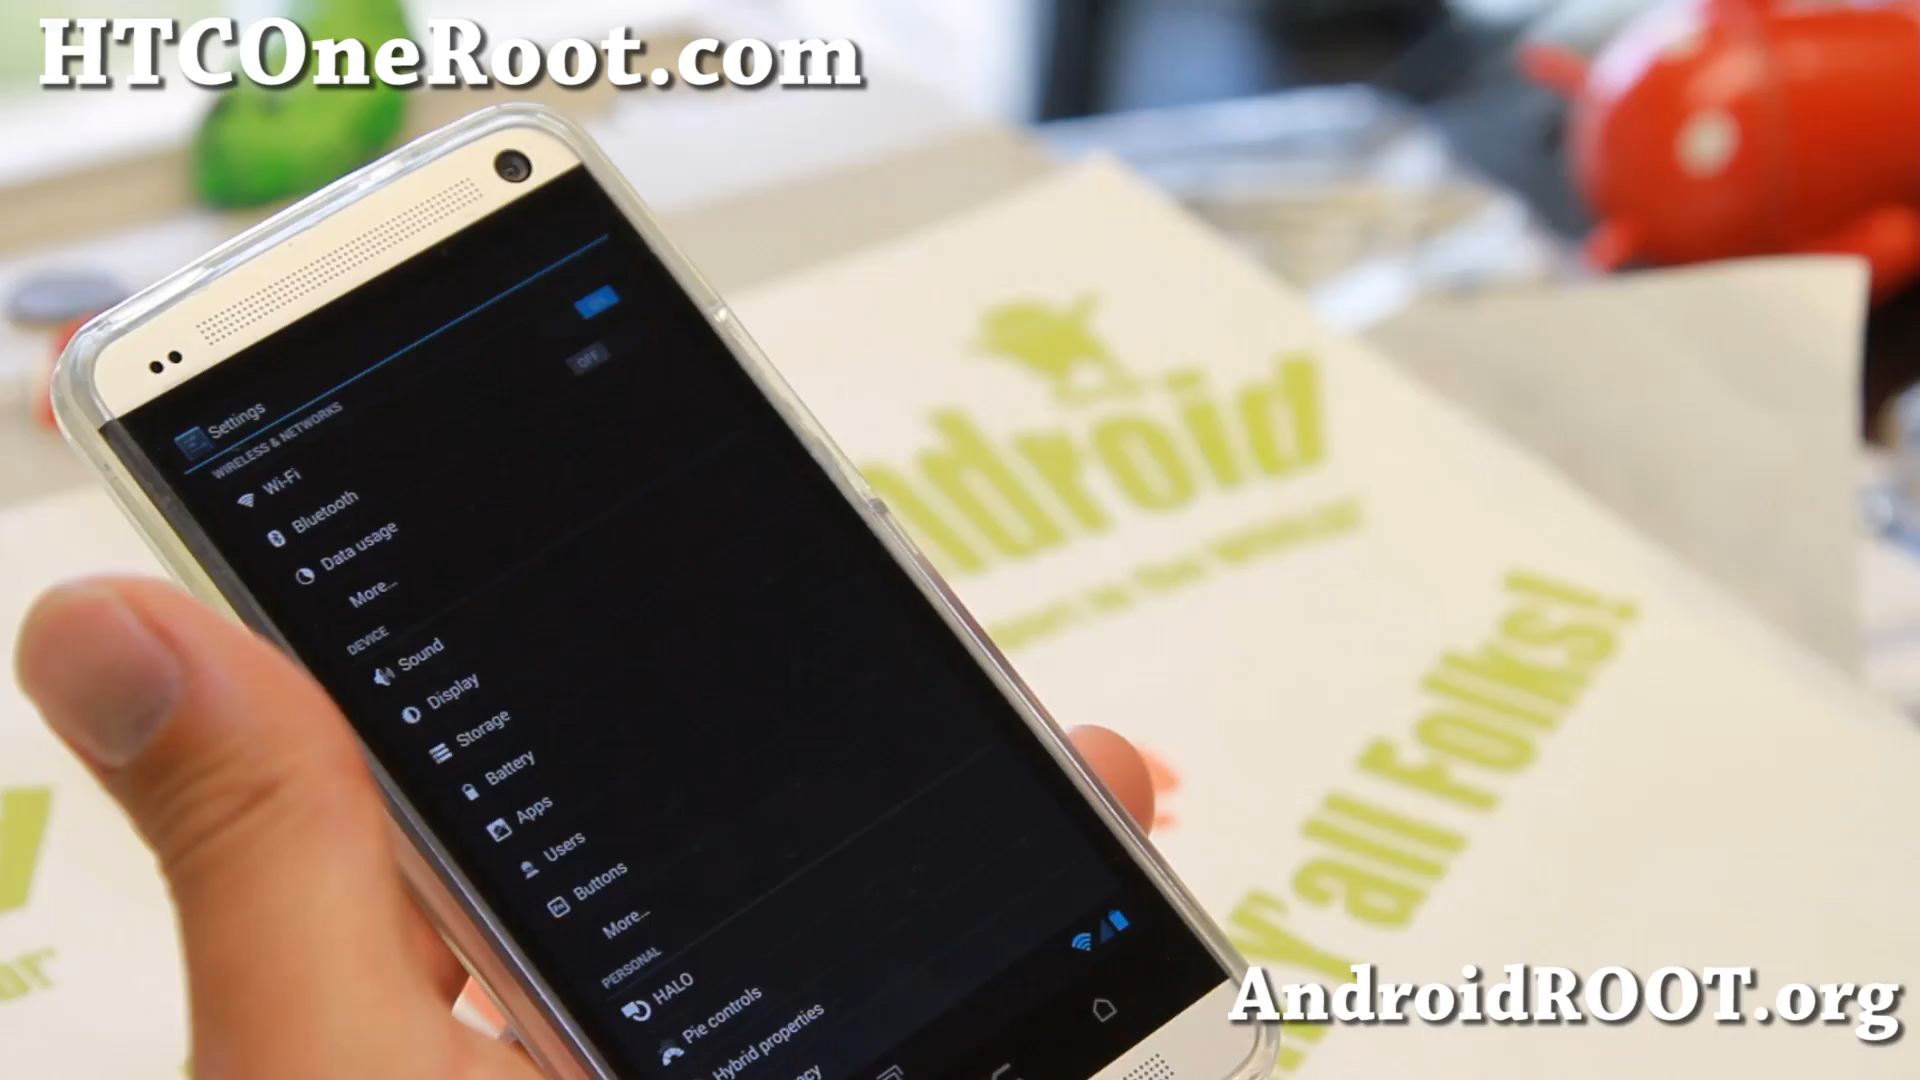 HTCOneRoot.com
Settings
WIRELESS & NETWORKS
Wi-Fi
Bluetooth
OFF
Data usage
More...
DEVICE
Sound
Display
Storage
Battery
Apps
Users
Buttons
More...
PERSONAL
HALO
Pie controls
Hybrid properties
Android
Y'all Folks!
AndroidROOT.org